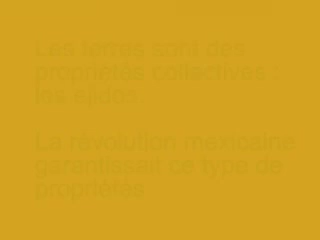 Les terres sont des
propriétés collectives :
les ejidos
La révolution mexicaine
garantissait ce type de
propriétés